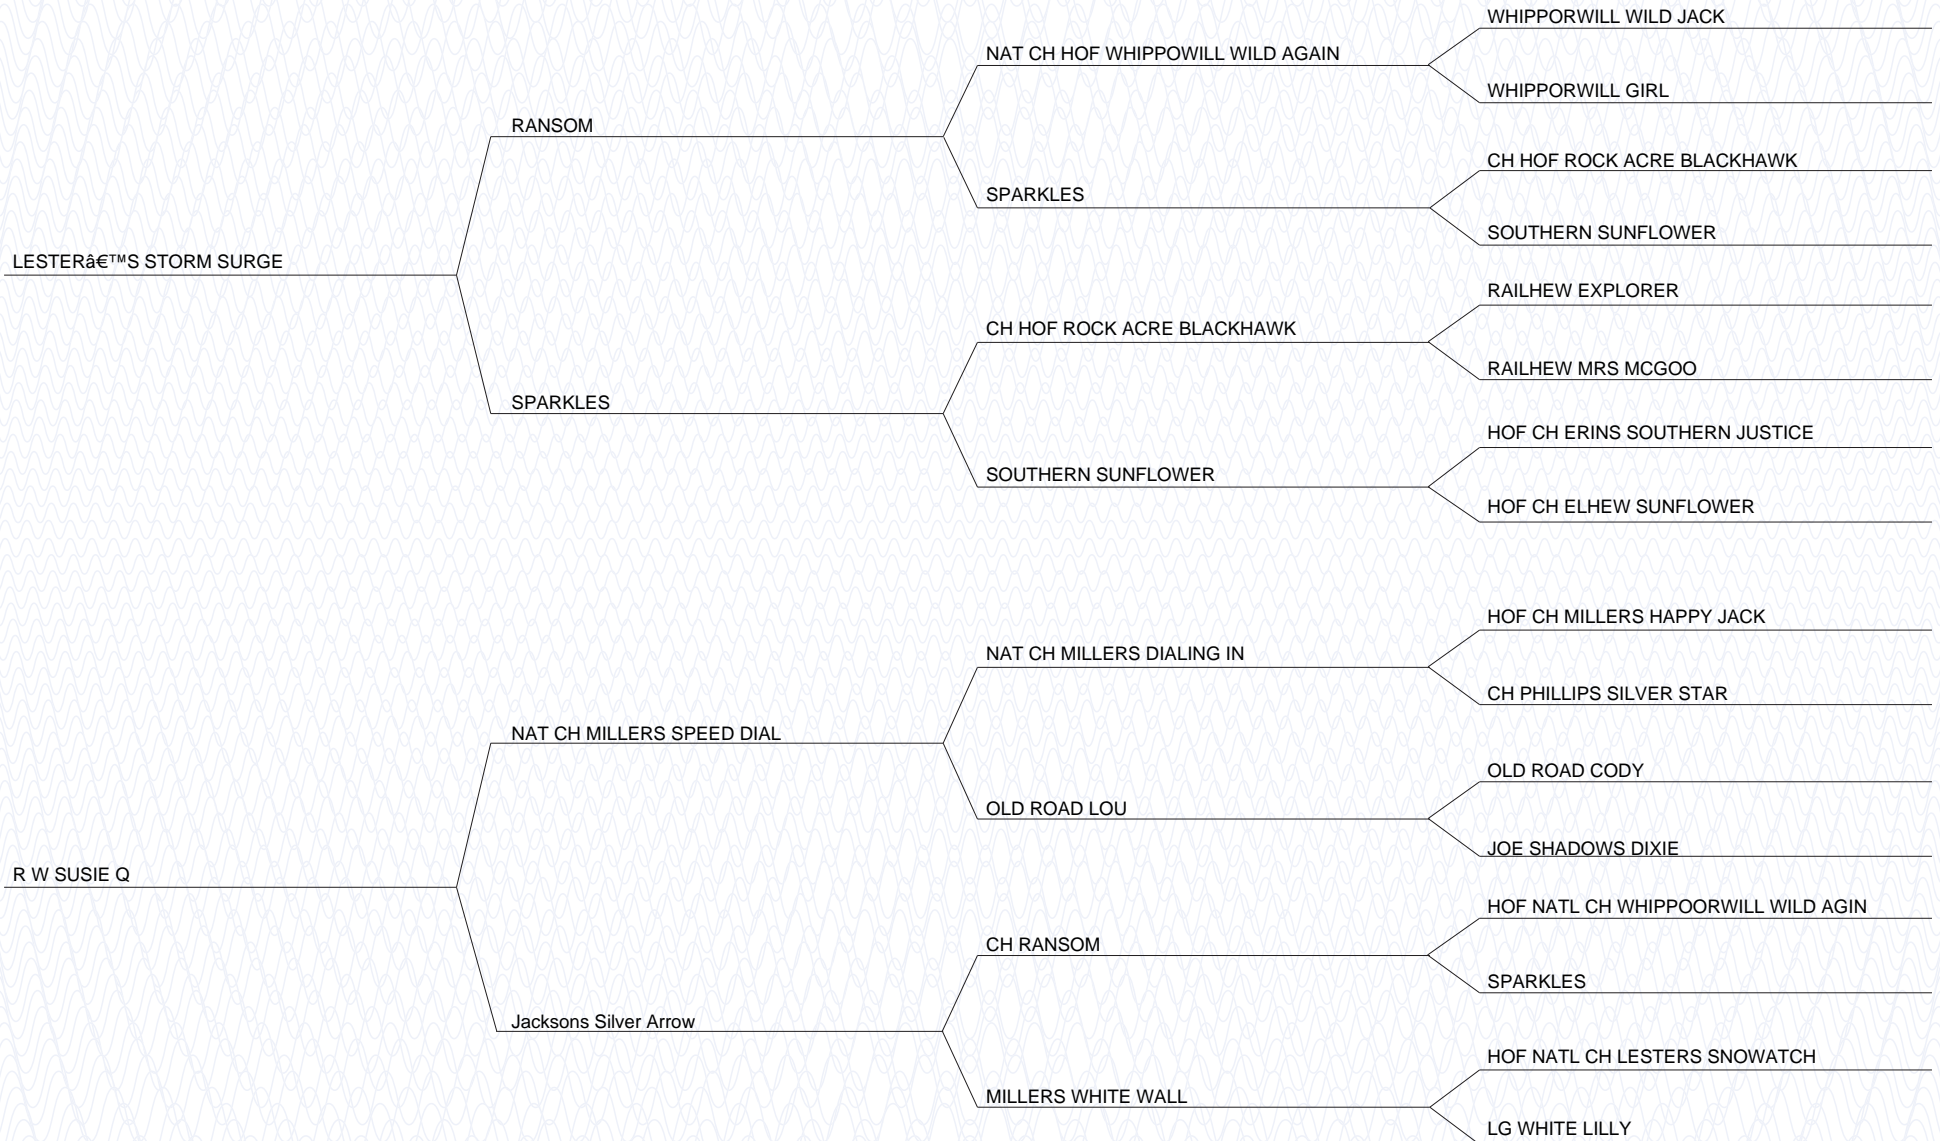 WHIPPORWILL WILD JACK
NAT CH HOF WHIPPOWILL WILD AGAIN
WHIPPORWILL GIRL
RANSOM
CH HOF ROCK ACRE BLACKHAWK
SPARKLES
SOUTHERN SUNFLOWER
LESTERâ€™S STORM SURGE
RAILHEW EXPLORER
CH HOF ROCK ACRE BLACKHAWK
RAILHEW MRS MCGOO
SPARKLES
HOF CH ERINS SOUTHERN JUSTICE
SOUTHERN SUNFLOWER
HOF CH ELHEW SUNFLOWER
HOF CH MILLERS HAPPY JACK
NAT CH MILLERS DIALING IN
CH PHILLIPS SILVER STAR
NAT CH MILLERS SPEED DIAL
OLD ROAD CODY
OLD ROAD LOU
JOE SHADOWS DIXIE
R W SUSIE Q
HOF NATL CH WHIPPOORWILL WILD AGIN
CH RANSOM
SPARKLES
Jacksons Silver Arrow
HOF NATL CH LESTERS SNOWATCH
MILLERS WHITE WALL
LG WHITE LILLY